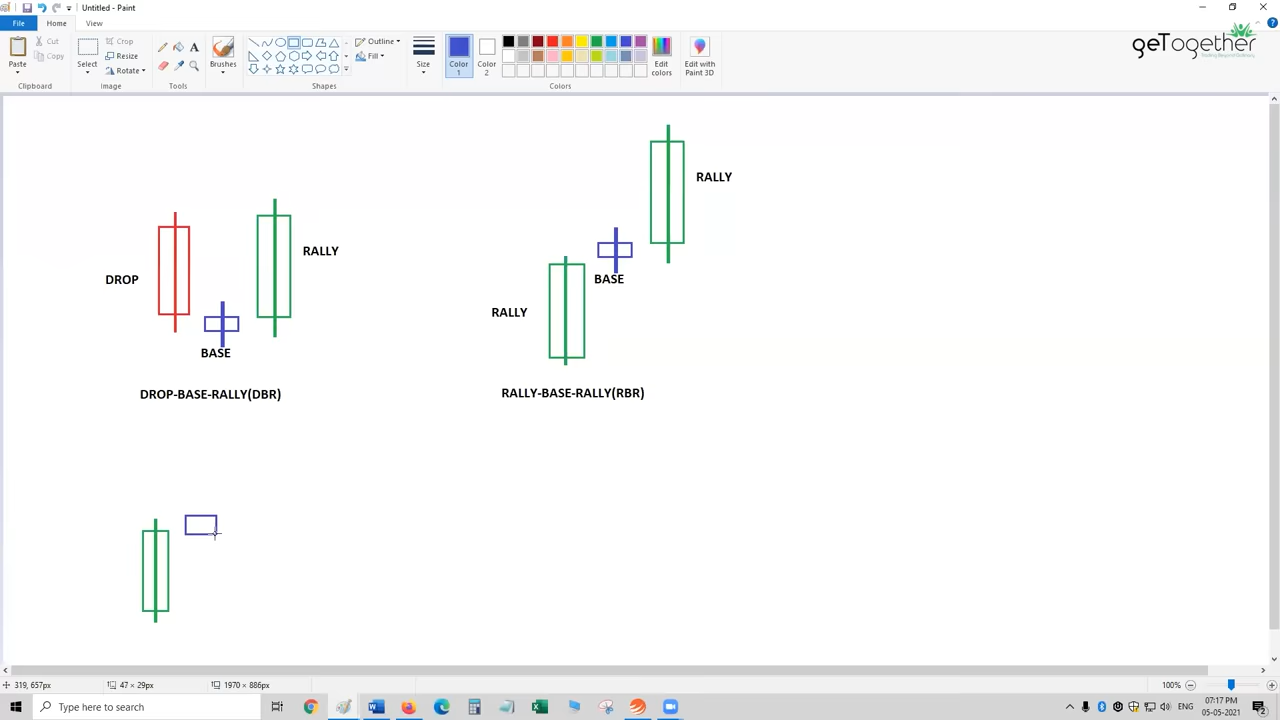 Untitled - Paint
File
Home
View
Paste
Cut
Copy
Clipboard
Select
Crop
Resize
Rotate
Image
Tools
Brushes
Shapes
Outline
Fill
Size
Color 1
Color 2
Edit colors
Edit with Paint 3D
Colors
geTogether
RALLY
RALLY
DROP
BASE
BASE
RALLY
DROP-BASE-RALLY(DBR)
RALLY-BASE-RALLY(RBR)
319, 657px
47 × 29px
1970 × 886px
100%
Type here to search
ENG
07:17 PM
05-05-2021